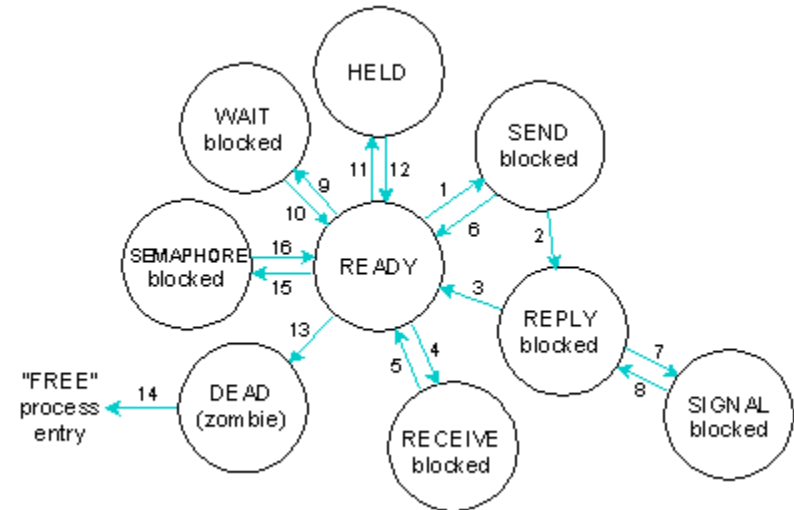 HELD
WAIT
blocked
SEND
blocked
11
12
9
1
10
6
2
SEMAPHORE
blocked
16
15
READY
3
REPLY
blocked
13
5
4
7
8
"FREE"
process
entry
14
DEAD
(zombie)
RECEIVE
blocked
SIGNAL
blocked